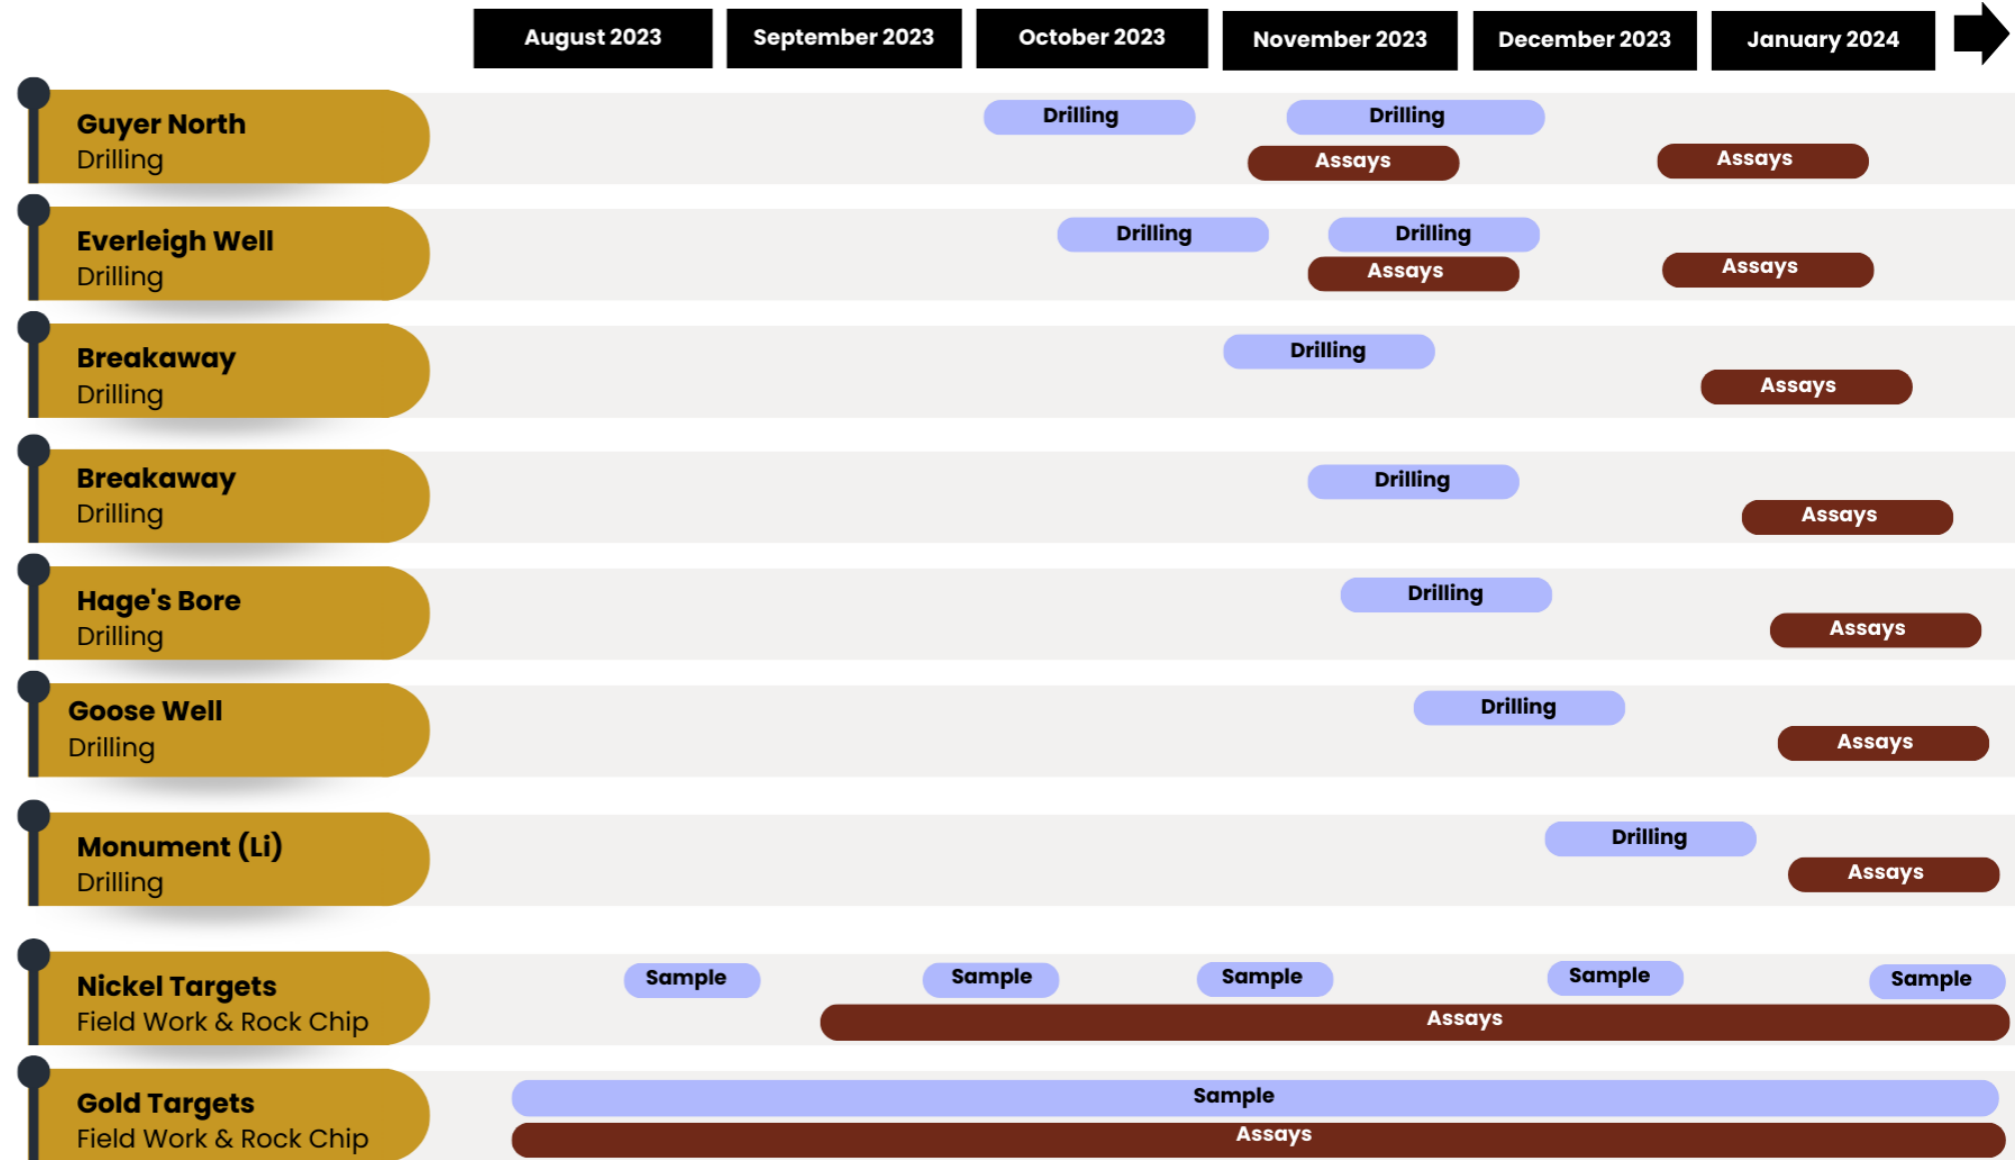 August 2023
September 2023
October 2023
November 2023
December 2023
January 2024
Guyer North
Drilling
Drilling
Drilling
Assays
Assays
Everleigh Well
Drilling
Drilling
Drilling
Assays
Assays
Breakaway
Drilling
Drilling
Assays
Breakaway
Drilling
Drilling
Assays
Hage's Bore
Drilling
Drilling
Assays
Goose Well
Drilling
Drilling
Assays
Monument (Li)
Drilling
Drilling
Assays
Nickel Targets
Field Work & Rock Chip
Sample
Sample
Sample
Sample
Sample
Assays
Gold Targets
Field Work & Rock Chip
Sample
Assays